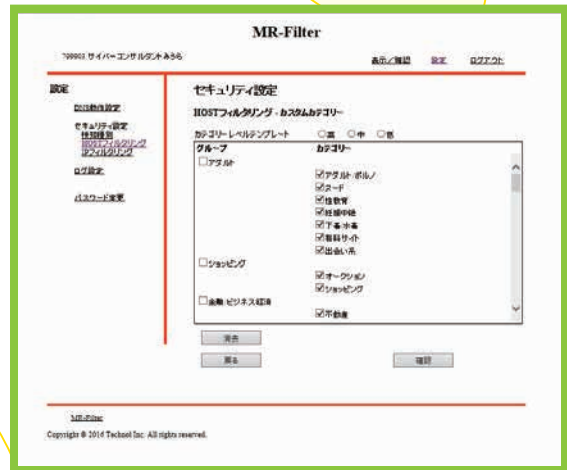 MR-Filter
サイバーコンサルタントみらい
表示/確認 設定 ログアウト
設定
セキュリティ設定
DNS動作設定
HOSTフィルタリング - カスタムカテゴリー
セキュリティ設定
性別種別
HOSTフィルタリング
IPフィルタリング
カテゴリーレベルテンプレート ○高 ○中 ○低
グループ カテゴリー
アダルト
ログ設定
アダルト・ポルノ
パスワード変更
ヌード
性教育
妊娠中絶
下着・水着
有料サイト
出会い系
ショッピング
オークション
ショッピング
金融・ビジネス経済
不動産
消去
戻る 確認
MR-Filter
Copyright © 2016 Technol Inc. All rights reserved.